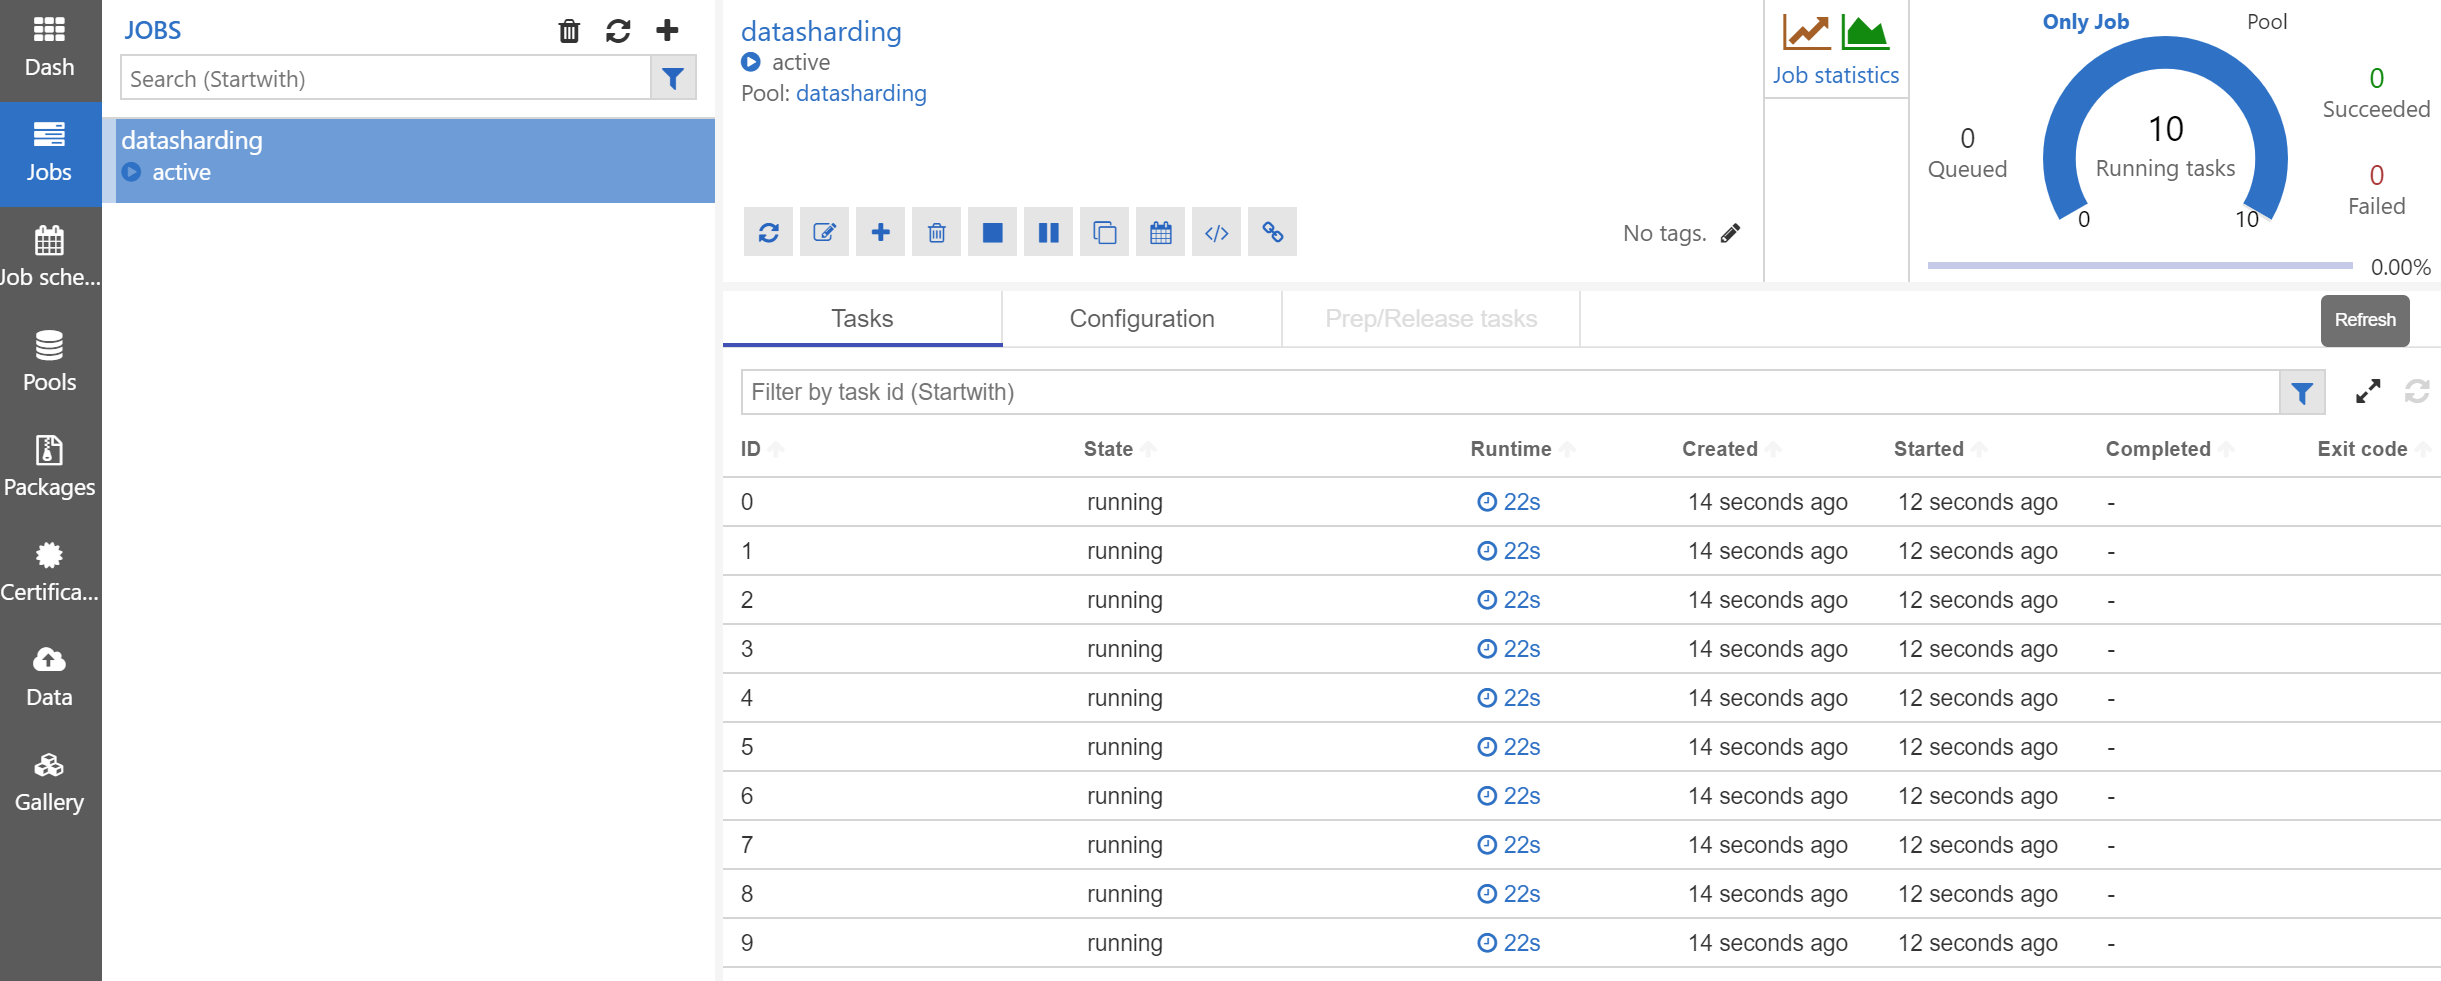 Dash
Jobs
Job sche...
Pools
Packages
Certifica...
Data
Gallery
JOBS
Search (Startwith)
datasharding
active
datasharding
active
Pool: datasharding
No tags.
Job statistics
Only Job
Pool
0
Queued
10
Running tasks
0
10
0
Succeeded
0
Failed
0.00%
Tasks
Configuration
Prep/Release tasks
Refresh
Filter by task id (Startwith)
ID State Runtime Created Started Completed Exit code
0 running 22s 14 seconds ago 12 seconds ago -
1 running 22s 14 seconds ago 12 seconds ago -
2 running 22s 14 seconds ago 12 seconds ago -
3 running 22s 14 seconds ago 12 seconds ago -
4 running 22s 14 seconds ago 12 seconds ago -
5 running 22s 14 seconds ago 12 seconds ago -
6 running 22s 14 seconds ago 12 seconds ago -
7 running 22s 14 seconds ago 12 seconds ago -
8 running 22s 14 seconds ago 12 seconds ago -
9 running 22s 14 seconds ago 12 seconds ago -